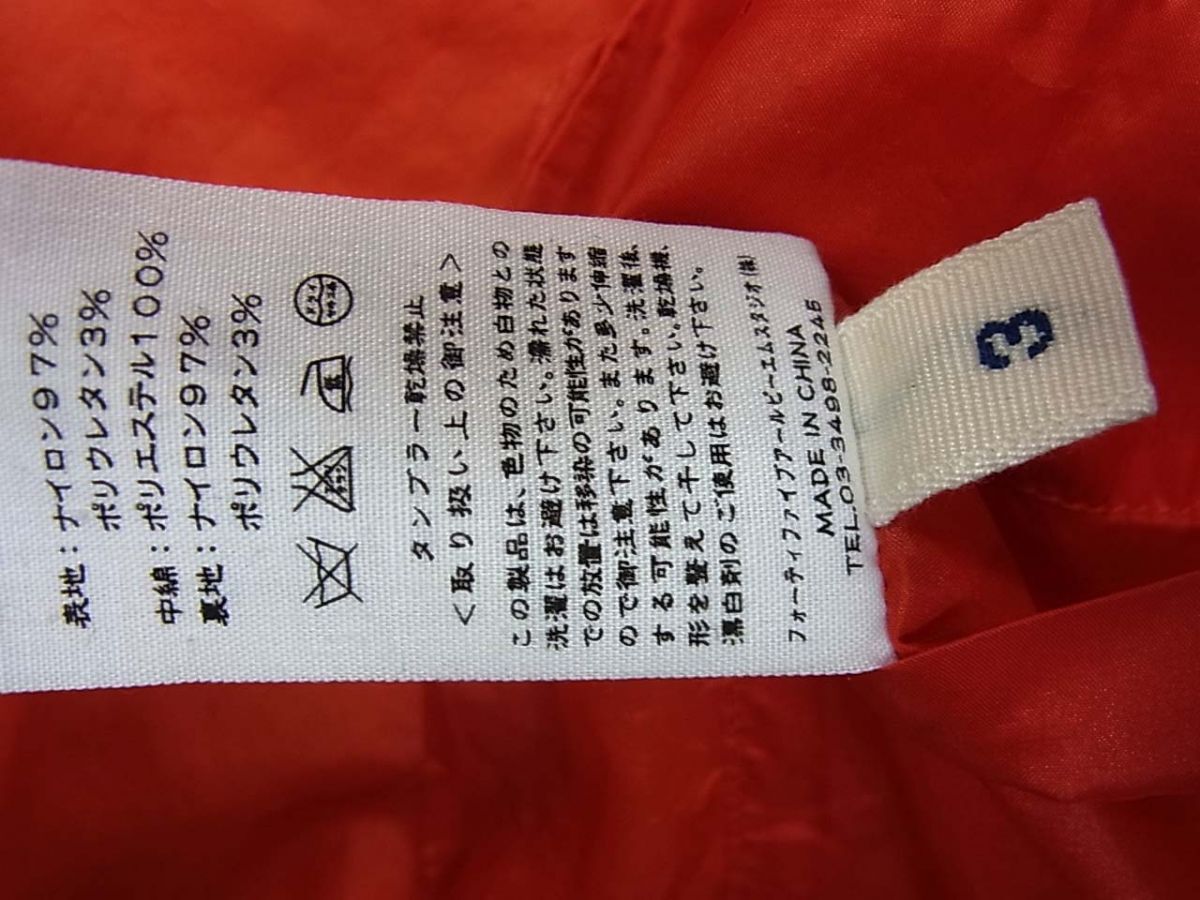 表地：ナイロン97%
ポリウレタン3%
中綿：ポリエステル100%
裏地：ナイロン97%
ポリウレタン3%
ドライ
タンブラー乾燥禁止
<取り扱い上の御注意>
この製品は、色物のため白物との
洗濯はお避け下さい。濡れた状態
での放置は移染の可能性があります
ので御注意下さい。また多少伸縮
する可能性があります。洗濯後、
形を整えて干して下さい。乾燥機、
漂白剤のご使用はお避け下さい。
フォーティファイブアールピーエムスタジオ(株)
MADE IN CHINA
TEL.03-3498-2245
3